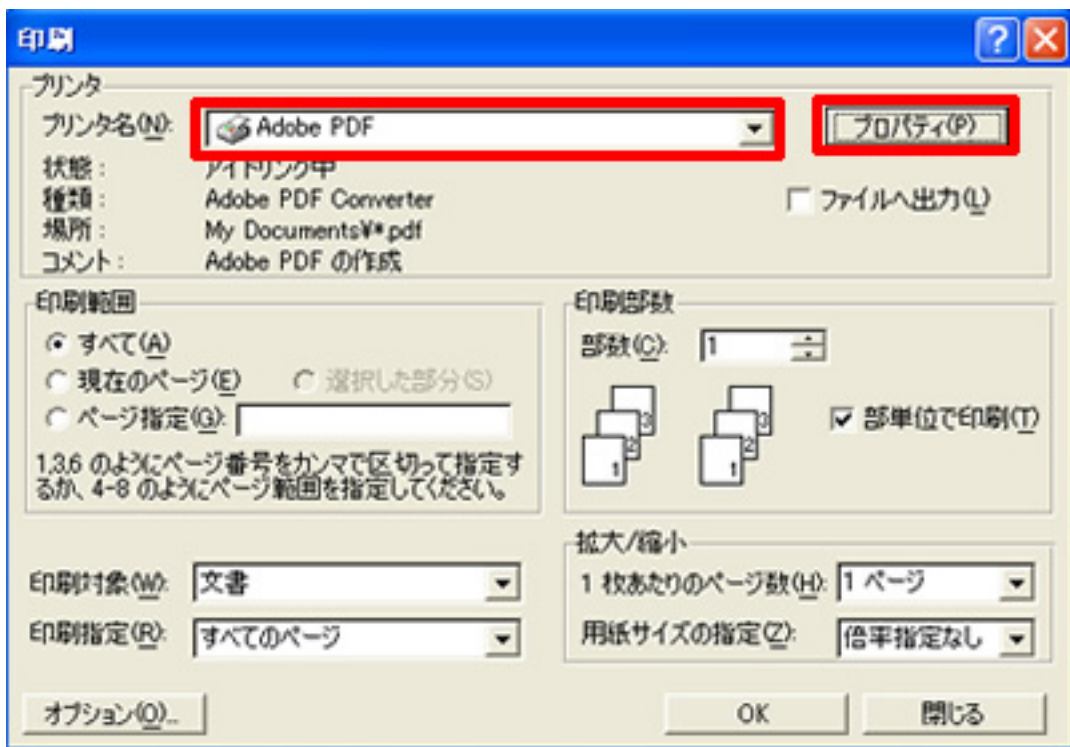 印刷
プリンタ
プリンタ名(N): Adobe PDF プロパティ(P)
状態： アイドリング中
種類： Adobe PDF Converter ファイルへ出力(L)
場所： My Documents¥*.pdf
コメント： Adobe PDF の作成
印刷範囲
すべて(A)
現在のページ(E) 選択した部分(S)
ページ指定(G):
1,3,6 のようにページ番号をカンマで区切って指定す
るか、4-8 のようにページ範囲を指定してください。
印刷部数
部数(C): 1
3 3
2 2
1 1
部単位で印刷(T)
印刷対象(W): 文書
印刷指定(R): すべてのページ
拡大/縮小
1 枚あたりのページ数(H): 1 ページ
用紙サイズの指定(Z): 倍率指定なし
オプション(O)... OK 閉じる